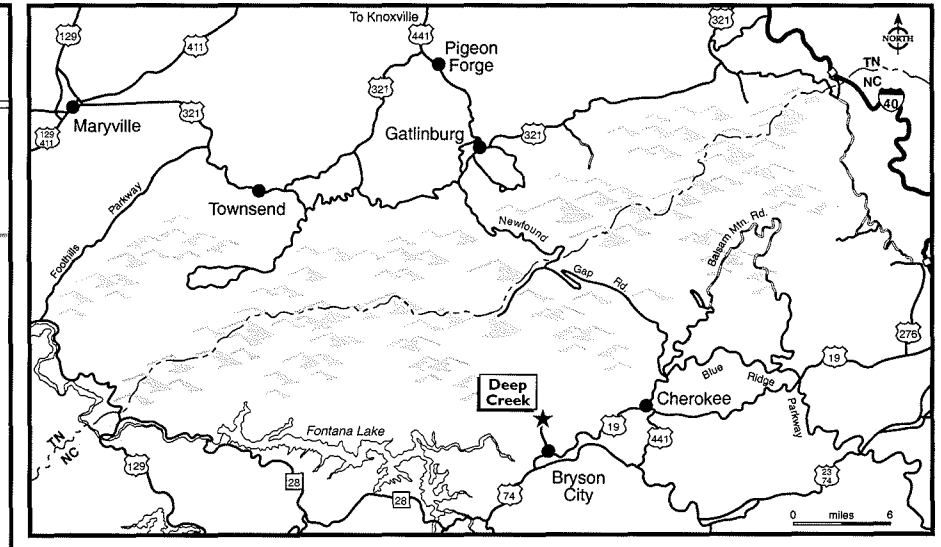 To Knoxville
129
411
441
321
Pigeon
Forge
NORTH
TN
NC
40
321
321
Maryville
129
411
Gatlinburg
321
Townsend
Foothills Parkway
Newfound
Gap
Rd.
Balsam Mtn. Rd.
276
19
Blue
Ridge
Parkway
Deep
Creek
Cherokee
19
441
Fontana Lake
TN
NC
129
28
28
74
Bryson
City
23
74
0 miles 6